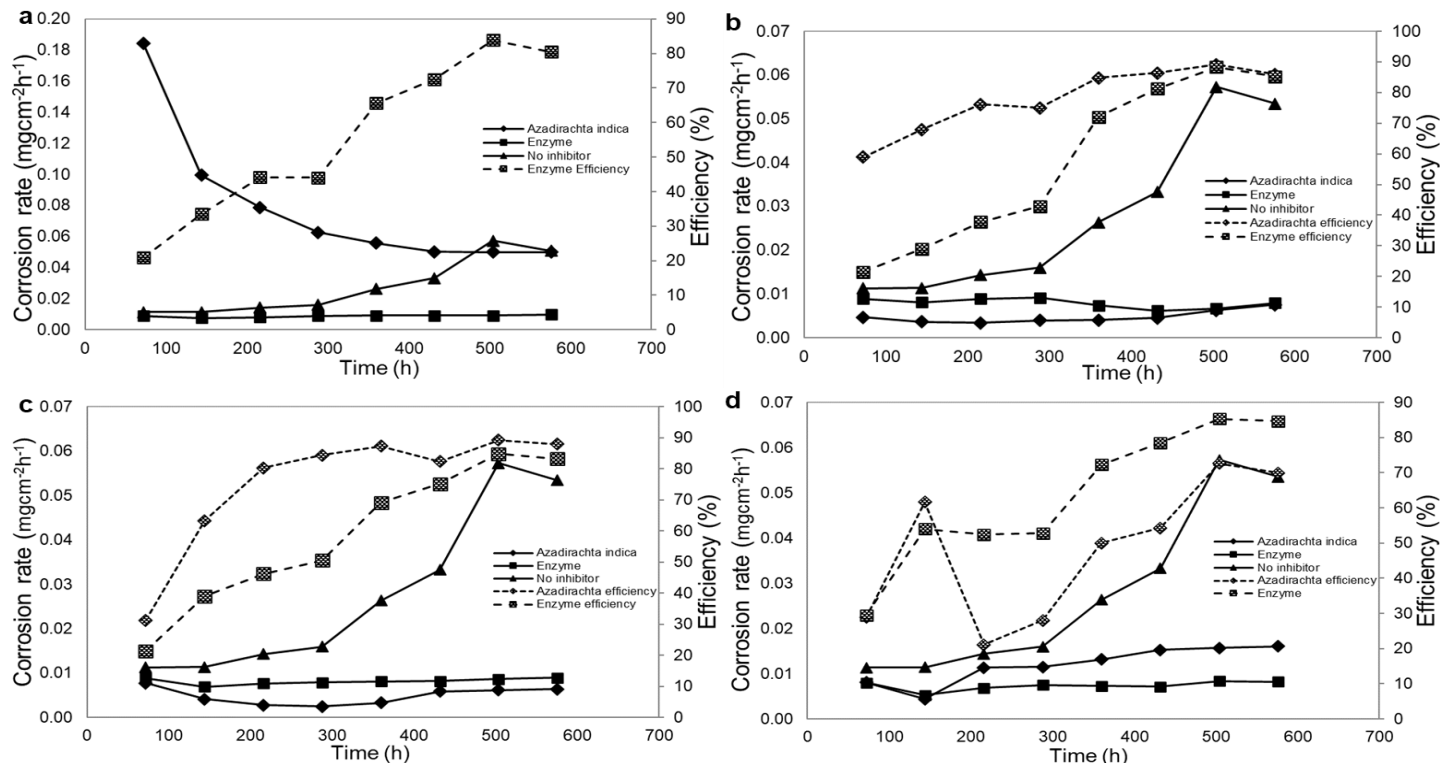 a
0.20
0.18
0.16
0.14
0.12
0.10
0.08
0.06
0.04
0.02
0.00
Corrosion rate (mgcm-2h-1)
90
80
70
60
50
40
30
20
10
0
Efficiency (%)
Azadirachta indica
Enzyme
No inhibitor
Enzyme Efficiency
0 100 200 300 400 500 600 700
Time (h)
b
0.07
0.06
0.05
0.04
0.03
0.02
0.01
0.00
Corrosion rate (mgcm-2h-1)
100
90
80
70
60
50
40
30
20
10
0
Efficiency (%)
Azadirachta indica
Enzyme
No inhibitor
Azadirachta efficiency
Enzyme efficiency
0 100 200 300 400 500 600 700
Time (h)
c
0.07
0.06
0.05
0.04
0.03
0.02
0.01
0.00
Corrosion rate (mgcm-2h-1)
100
90
80
70
60
50
40
30
20
10
0
Efficiency (%)
Azadirachta indica
Enzyme
No inhibitor
Azadirachta efficiency
Enzyme efficiency
0 100 200 300 400 500 600 700
Time (h)
d
0.07
0.06
0.05
0.04
0.03
0.02
0.01
0.00
Corrosion rate (mgcm-2h-1)
90
80
70
60
50
40
30
20
10
0
Efficiency (%)
Azadirachta indica
Enzyme
No inhibitor
Azadirachta efficiency
Enzyme
0 100 200 300 400 500 600 700
Time (h)